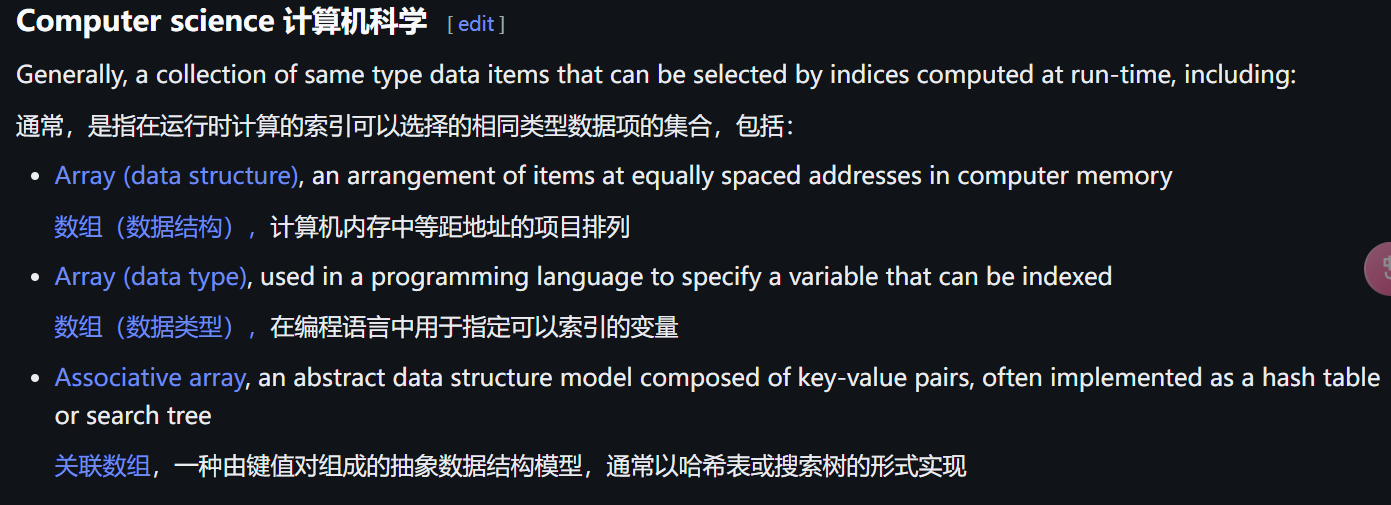 Computer science 计算机科学 [ edit ]
Generally, a collection of same type data items that can be selected by indices computed at run-time, including:
通常，是指在运行时计算的索引可以选择的相同类型数据项的集合，包括：
Array (data structure), an arrangement of items at equally spaced addresses in computer memory
数组（数据结构），计算机内存中等距地址的项目排列
Array (data type), used in a programming language to specify a variable that can be indexed
数组（数据类型），在编程语言中用于指定可以索引的变量
Associative array, an abstract data structure model composed of key-value pairs, often implemented as a hash table
or search tree
关联数组，一种由键值对组成的抽象数据结构模型，通常以哈希表或搜索树的形式实现